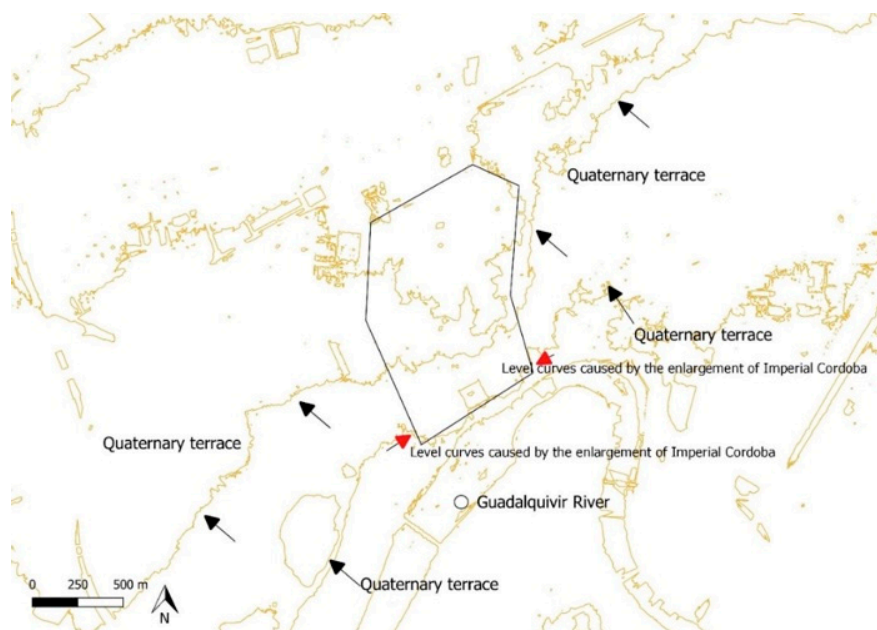 Quaternary terrace
Quaternary terrace
Level curves caused by the enlargement of Imperial Cordoba
Quaternary terrace
Level curves caused by the enlargement of Imperial Cordoba
Guadalquivir River
Quaternary terrace
0 250 500 m
N